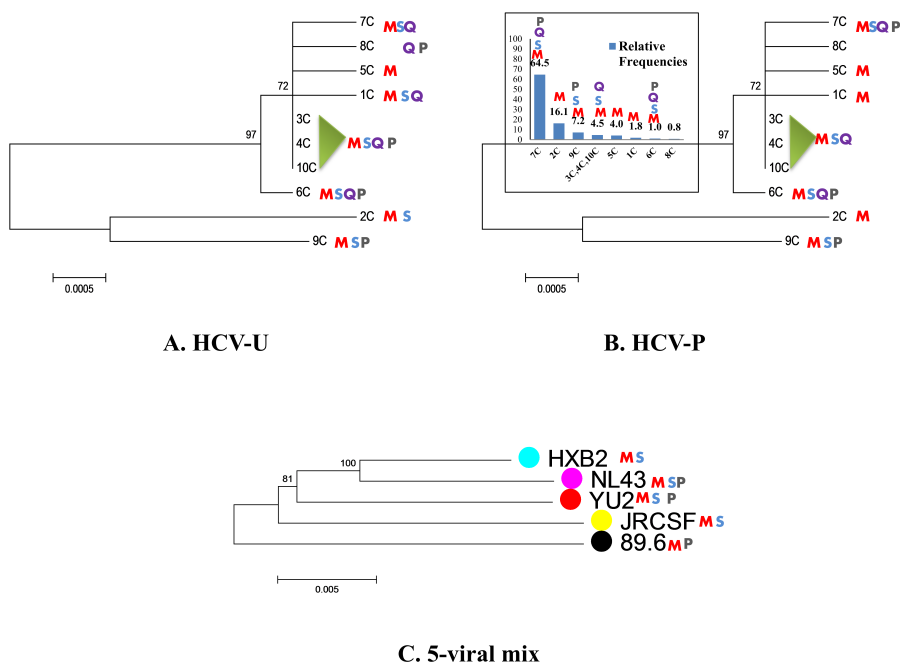 7C MSQ
8C QP
5C M
1C MSQ
72
3C
4C MSQP
10C
97
6C MSQP
2C M S
9C M SP
0.0005
A. HCV-U
P
Q
S
M
100
90
80
70
60
50
40
30
20
10
0
Relative
Frequencies
64.5
M
16.1
P
S
M
7.2
Q
S
M
4.5
M
4.0
M
1.8
P
Q
S
M
1.0
0.8
7C
2C
9C
3C,4C,10C
5C
1C
6C
8C
7C MSQP
8C
5C M
1C M
72
3C
4C MSQ
10C
97
6C MSQP
2C M
9C MSP
0.0005
B. HCV-P
HXB2 MS
100
NL43 M SP
81
YU2 MS P
JRCSF M S
89.6 MP
0.005
C. 5-viral mix